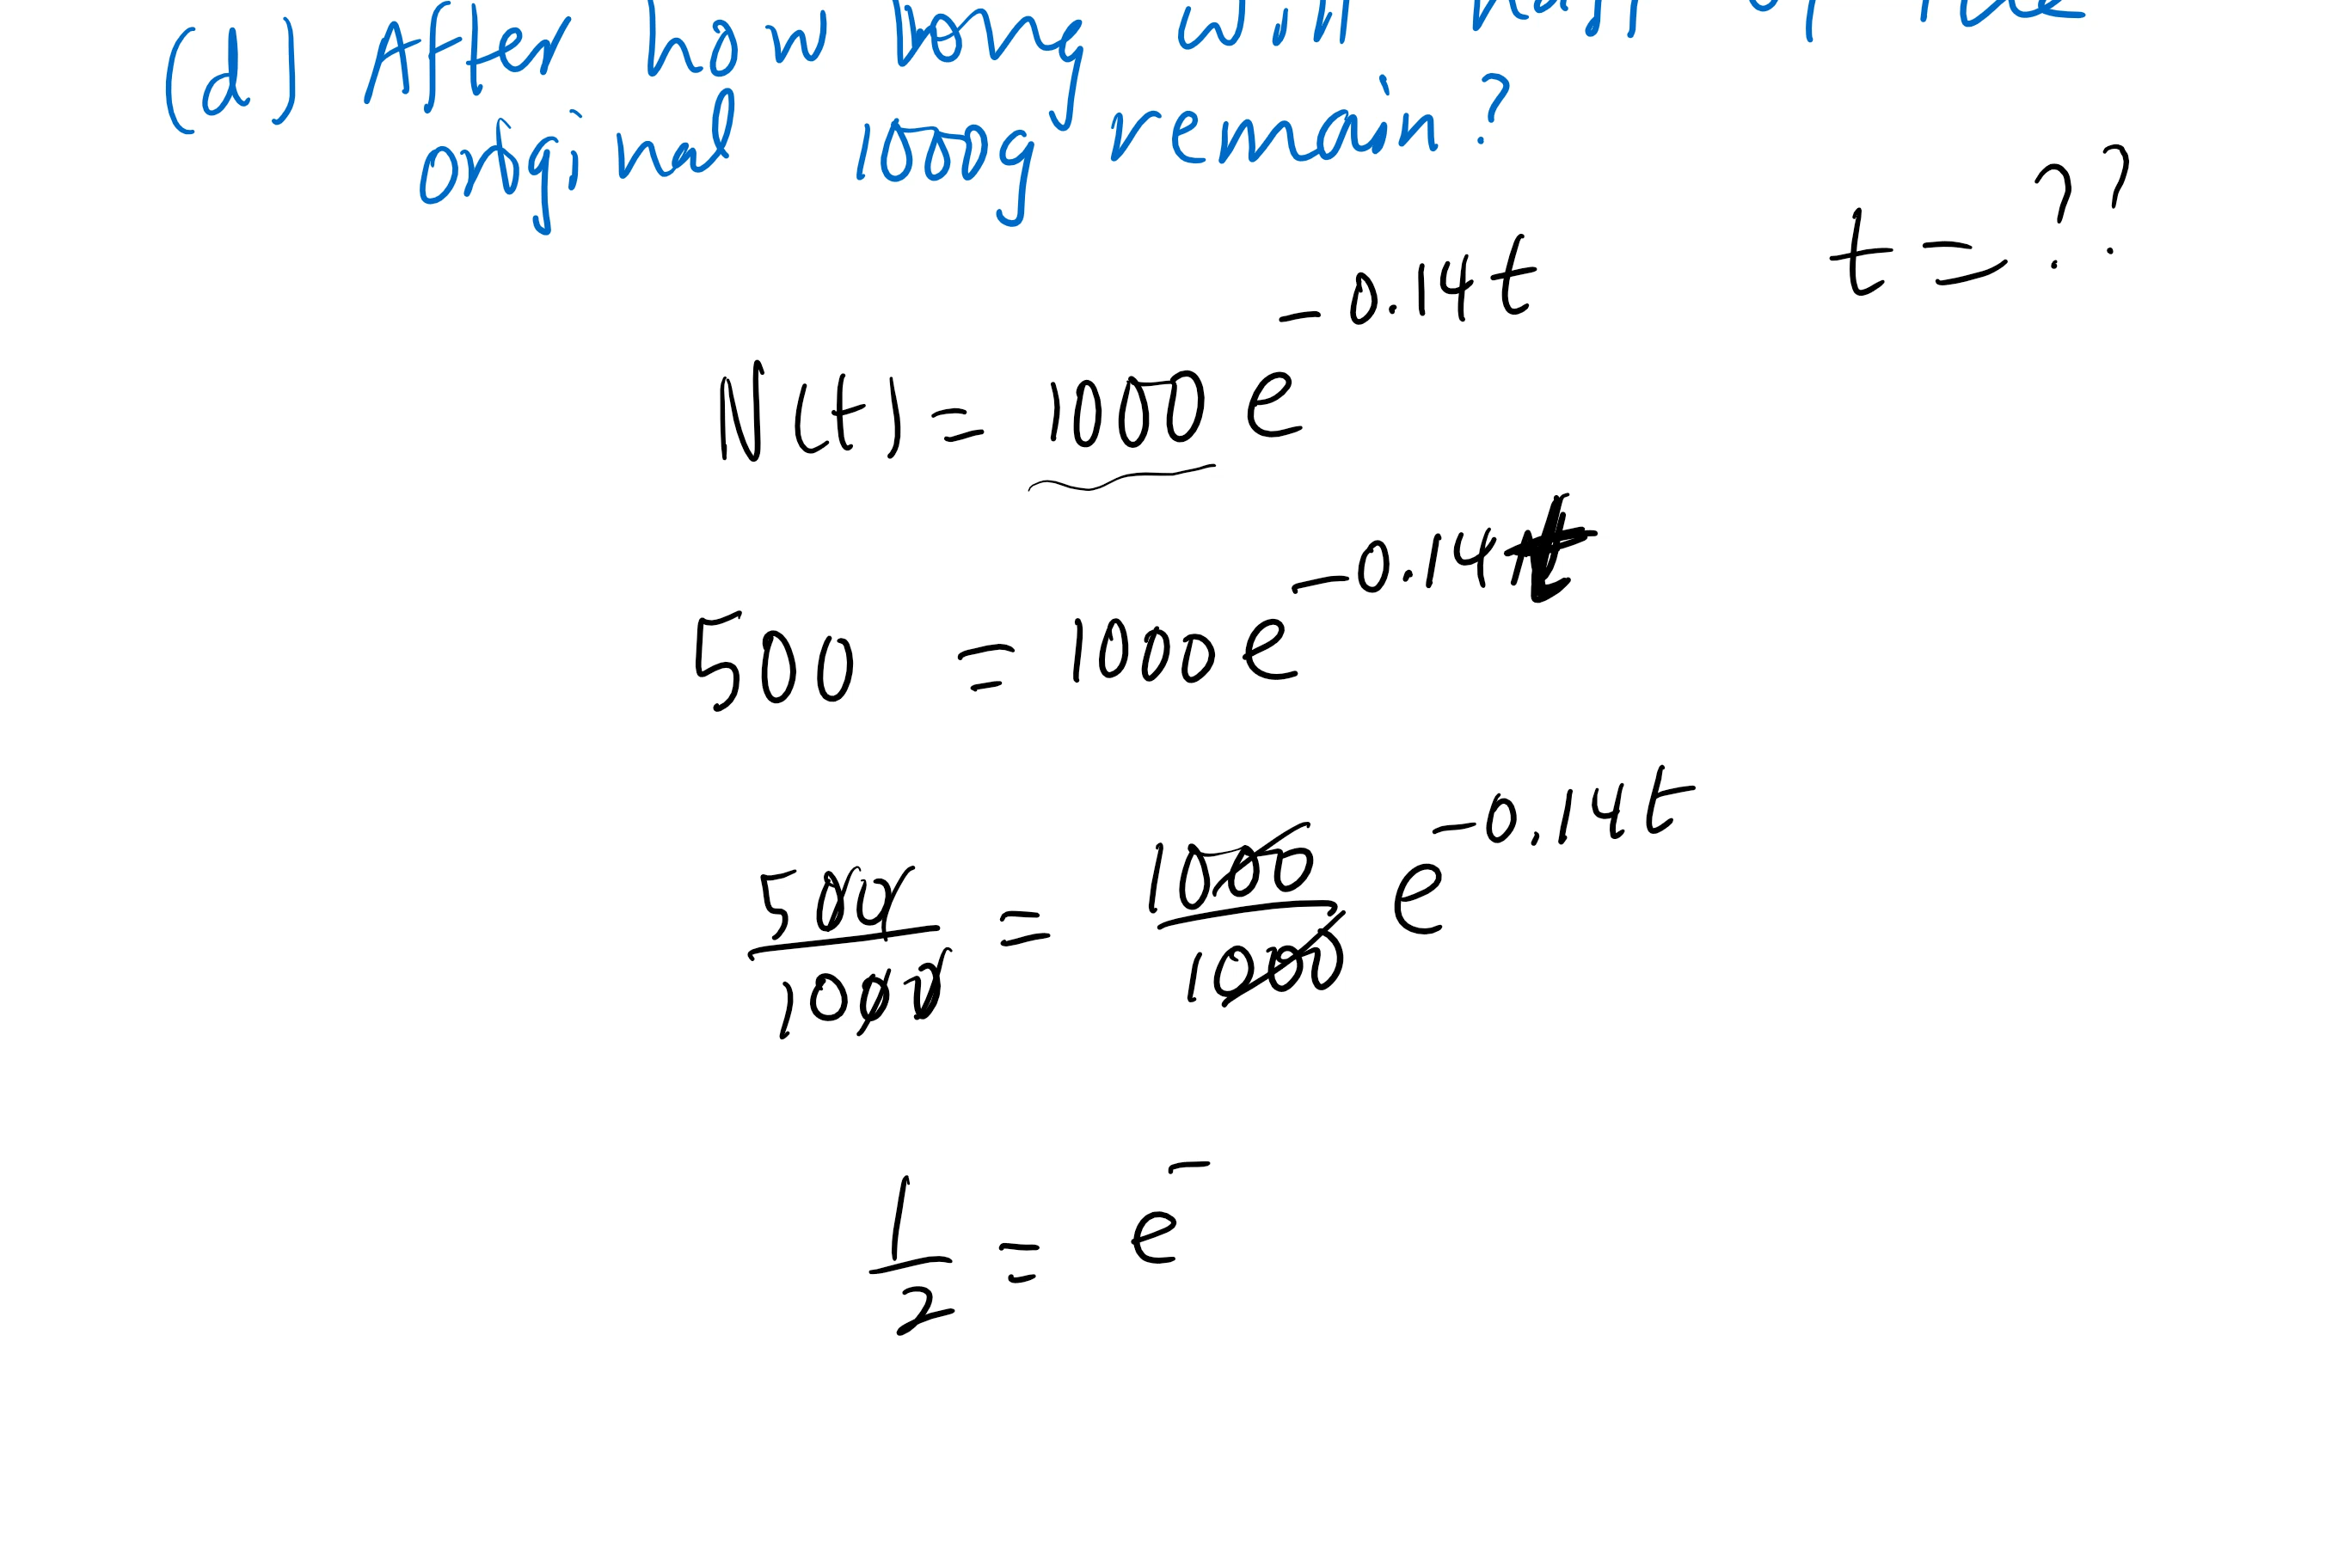 (d) After how long will half of the
original 1000g remain?
t = ??
N(t) = 1000 e^{-0.14t}
500 = 1000 e^{-0.14t}
500/1000 = 1000/1000 e^{-0.14t}
1/2 = e^{-}